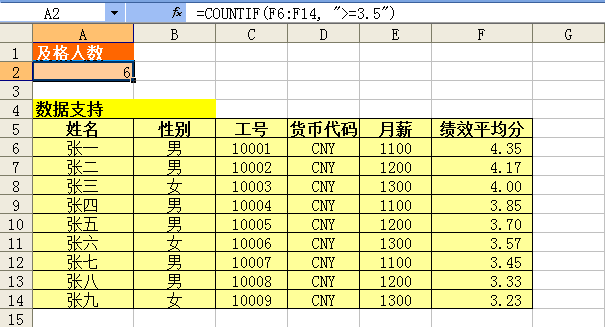 A2 fx =COUNTIF(F6:F14, ">=3.5")
A B C D E F G
1 及格人数
2 6
3
4 数据支持
5 姓名 性别 工号 货币代码 月薪 绩效平均分
6 张一 男 10001 CNY 1100 4.35
7 张二 男 10002 CNY 1200 4.17
8 张三 女 10003 CNY 1300 4.00
9 张四 男 10004 CNY 1100 3.85
10 张五 男 10005 CNY 1200 3.70
11 张六 女 10006 CNY 1300 3.57
12 张七 男 10007 CNY 1100 3.45
13 张八 男 10008 CNY 1200 3.33
14 张九 女 10009 CNY 1300 3.23
15